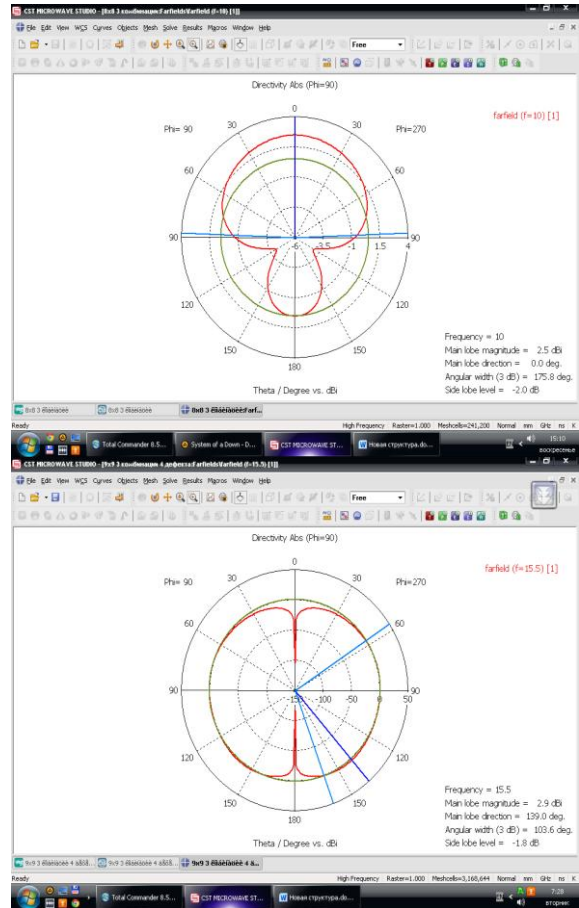 CST MICROWAVE STUDIO
File Edit View WCS Curves Objects Mesh Solve Results Macros Window Help
Free
Directivity Abs (Phi=90)
farfield (f=10) [1]
0
Phi= 90 30 30 Phi=270
60 60
90 -6 -3.5 -1 1.5 4 90
120 120
150 150
180
Frequency = 10
Main lobe magnitude = 2.5 dBi
Main lobe direction = 0.0 deg.
Angular width (3 dB) = 175.8 deg.
Side lobe level = -2.0 dB
Theta / Degree vs. dBi
Ready High Frequency Raster=1.000 Meshcells=241,200 Normal mm GHz ns K
Total Commander 8.5... System of a Down - D... CST MICROWAVE ST... Новая структура.do... 15:10
воскресенье
CST MICROWAVE STUDIO
File Edit View WCS Curves Objects Mesh Solve Results Macros Window Help
Free
Directivity Abs (Phi=90)
farfield (f=15.5) [1]
0
Phi= 90 30 30 Phi=270
60 60
90 -100 -50 0 50 90
120 120
150 150
180
Frequency = 15.5
Main lobe magnitude = 2.9 dBi
Main lobe direction = 139.0 deg.
Angular width (3 dB) = 103.6 deg.
Side lobe level = -1.8 dB
Theta / Degree vs. dBi
Ready High Frequency Raster=1.000 Meshcells=3,168,644 Normal mm GHz ns K
Total Commander 8.5... CST MICROWAVE ST... Новая структура.do... 7:28
вторник